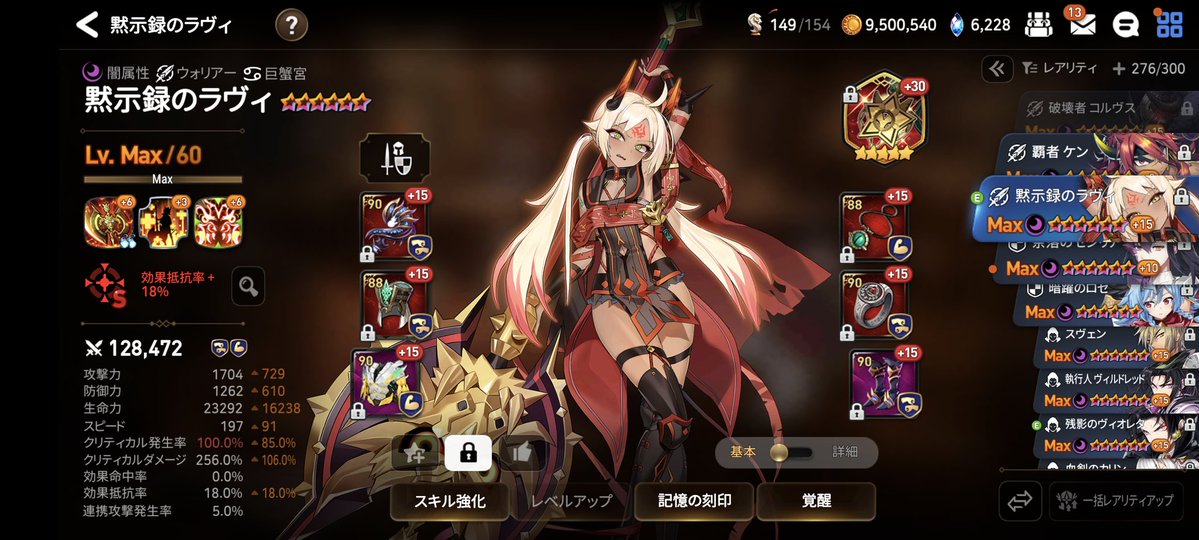 黙示録のラヴィ
?
149/154
9,500,540
6,228
13
闇属性 ウォリアー 巨蟹宮
黙示録のラヴィ
Lv. Max/60
Max
+6
+3
+6
効果抵抗率+
18%
S
128,472
攻撃力 1704 729
防御力 1262 610
生命力 23292 16238
スピード 197 91
クリティカル発生率 100.0% 85.0%
クリティカルダメージ 256.0% 106.0%
効果命中率 0.0%
効果抵抗率 18.0% 18.0%
連携攻撃発生率 5.0%
90 +15
88 +15
90 +15
+30
88 +15
90 +15
90 +15
基本 詳細
スキル強化
レベルアップ
記憶の刻印
覚醒
レアリティ
276/300
破壊者 コルヴス
覇者 ケン
E
黙示録のラヴィ
Max +15
Max +10
暗躍のロゼ
Max
スヴェン
Max +15
執行人 ヴィルドレッド
Max +15
E
残影のヴィオレト
Max +15
一括レアリティアップ